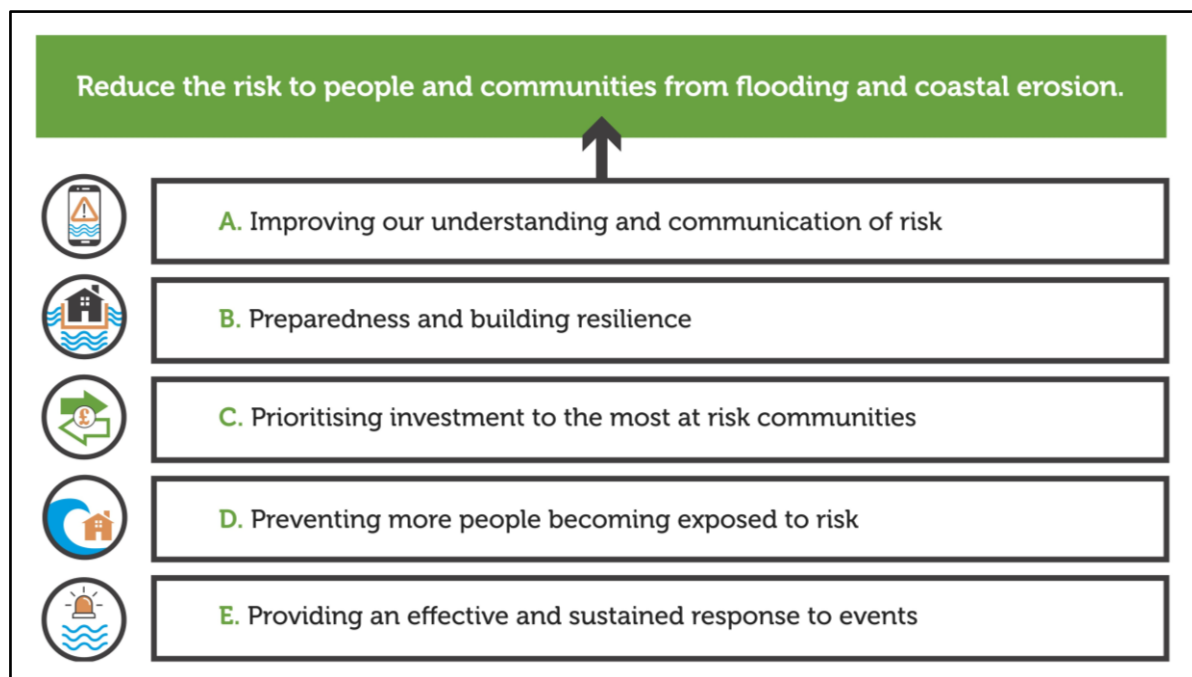 Reduce the risk to people and communities from flooding and coastal erosion.
A. Improving our understanding and communication of risk
B. Preparedness and building resilience
£
C. Prioritising investment to the most at risk communities
D. Preventing more people becoming exposed to risk
E. Providing an effective and sustained response to events